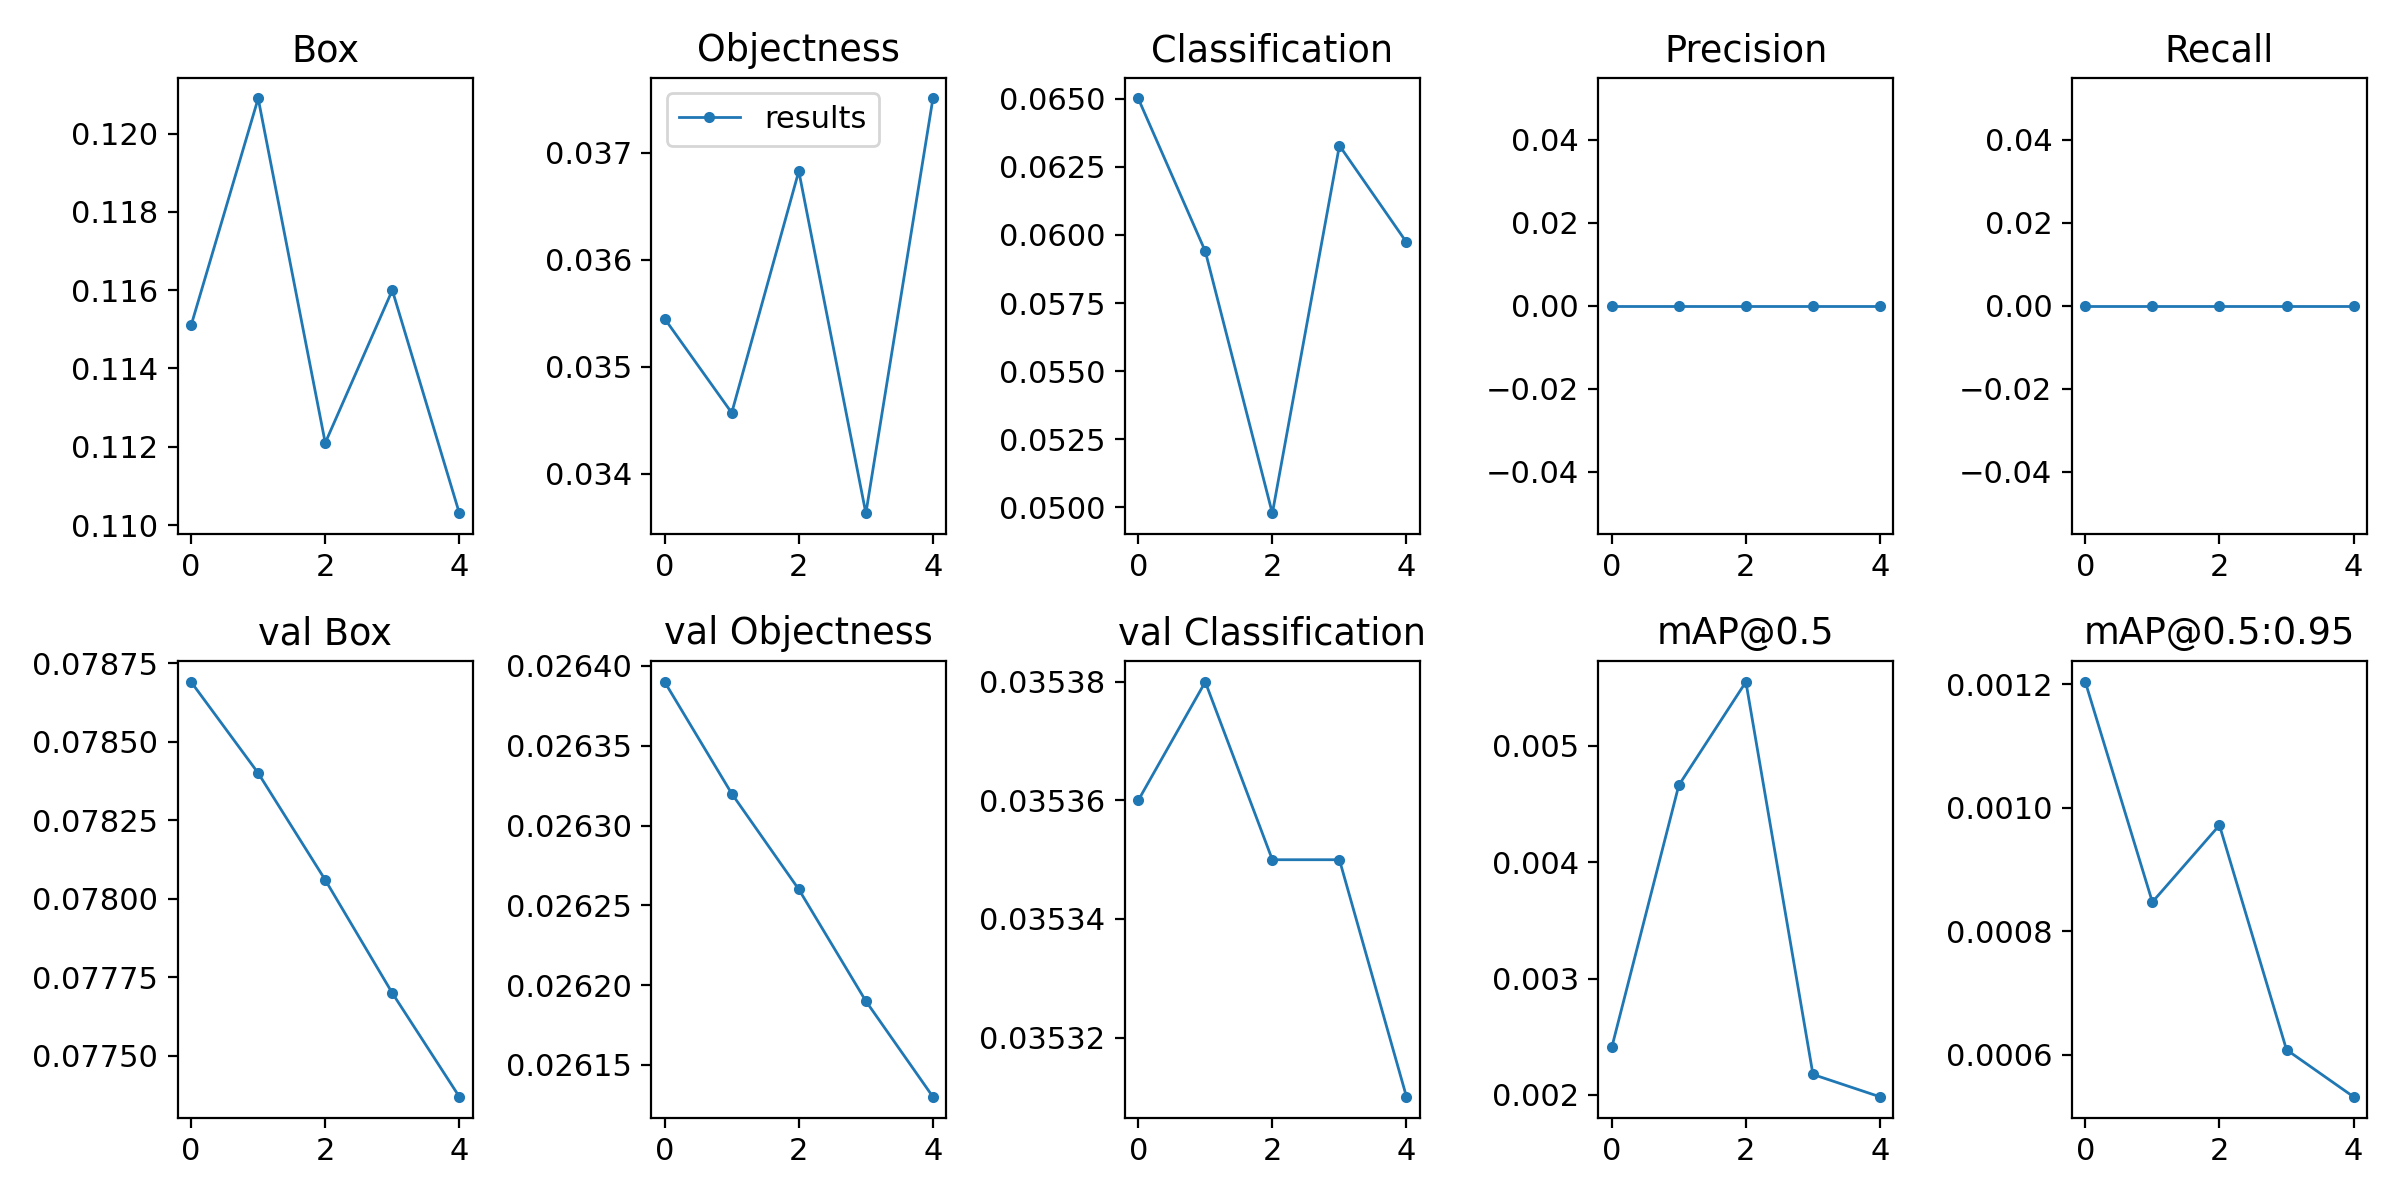 Box
Objectness
Classification
Precision
Recall
0.120
0.118
0.116
0.114
0.112
0.110
0 2 4
results
0.037
0.036
0.035
0.034
0 2 4
0.0650
0.0625
0.0600
0.0575
0.0550
0.0525
0.0500
0 2 4
0.04
0.02
0.00
−0.02
−0.04
0 2 4
0.04
0.02
0.00
−0.02
−0.04
0 2 4
val Box
val Objectness
val Classification
mAP@0.5
mAP@0.5:0.95
0.07875
0.07850
0.07825
0.07800
0.07775
0.07750
0 2 4
0.02640
0.02635
0.02630
0.02625
0.02620
0.02615
0 2 4
0.03538
0.03536
0.03534
0.03532
0 2 4
0.005
0.004
0.003
0.002
0 2 4
0.0012
0.0010
0.0008
0.0006
0 2 4